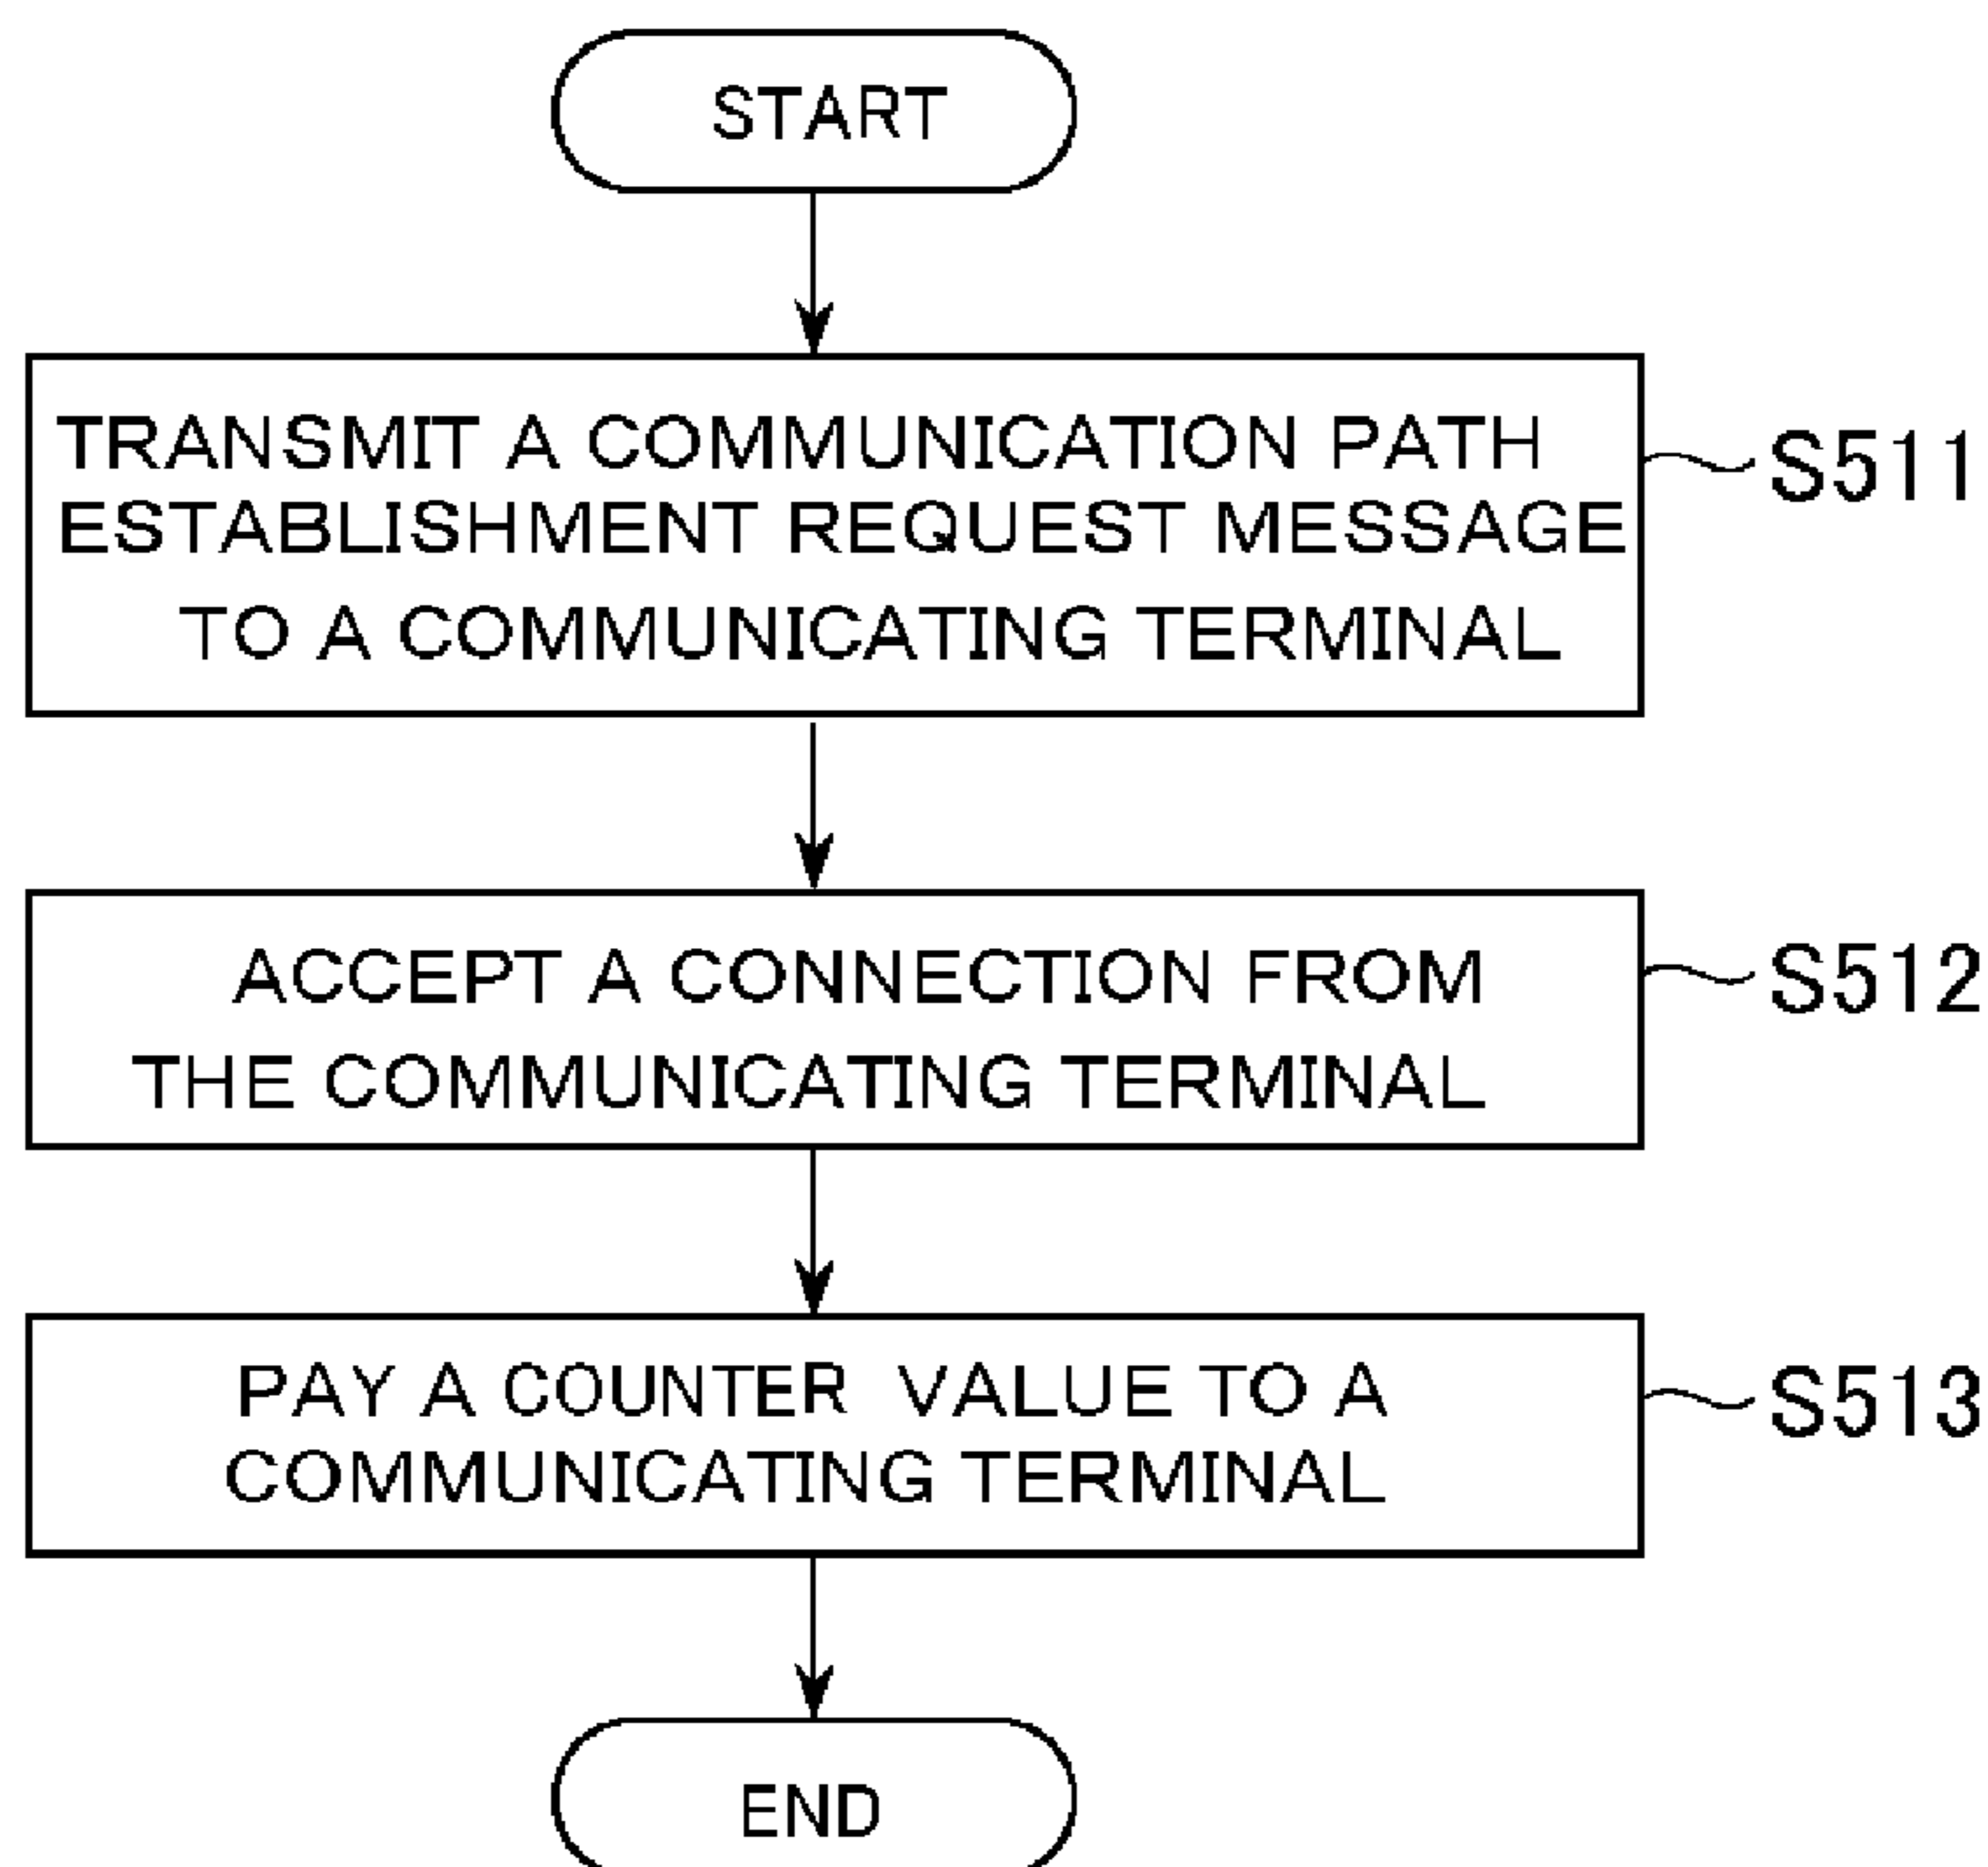 START
TRANSMIT A COMMUNICATION PATH
ESTABLISHMENT REQUEST MESSAGE
TO A COMMUNICATING TERMINAL
S511
ACCEPT A CONNECTION FROM
THE COMMUNICATING TERMINAL
S512
PAY A COUNTER VALUE TO A
COMMUNICATING TERMINAL
S513
END